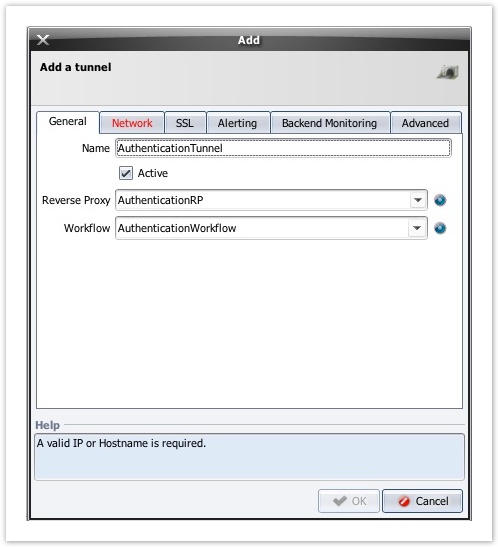 Add
Add a tunnel
General Network SSL Alerting Backend Monitoring Advanced
Name AuthenticationTunnel
Active
Reverse Proxy AuthenticationRP
Workflow AuthenticationWorkflow
Help
A valid IP or Hostname is required.
OK Cancel